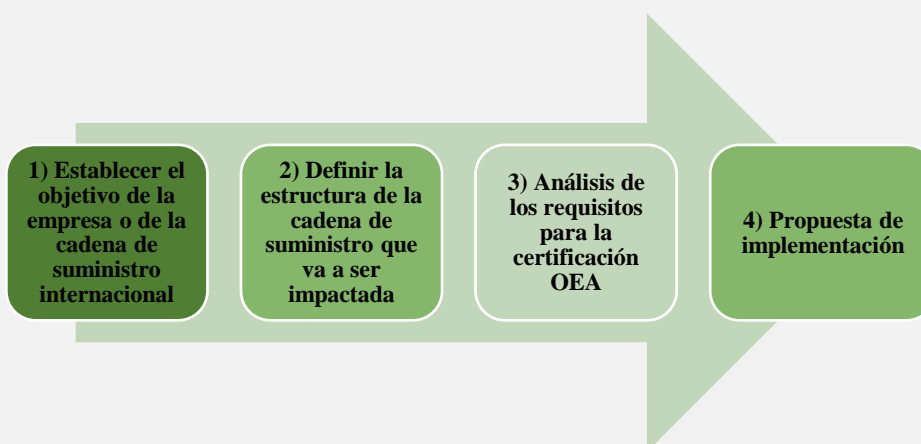 1) Establecer el
objetivo de la
empresa o de la
cadena de
suministro
internacional
2) Definir la
estructura de la
cadena de
suministro que
va a ser
impactada
3) Análisis de
los requisitos
para la
certificación
OEA
4) Propuesta de
implementación